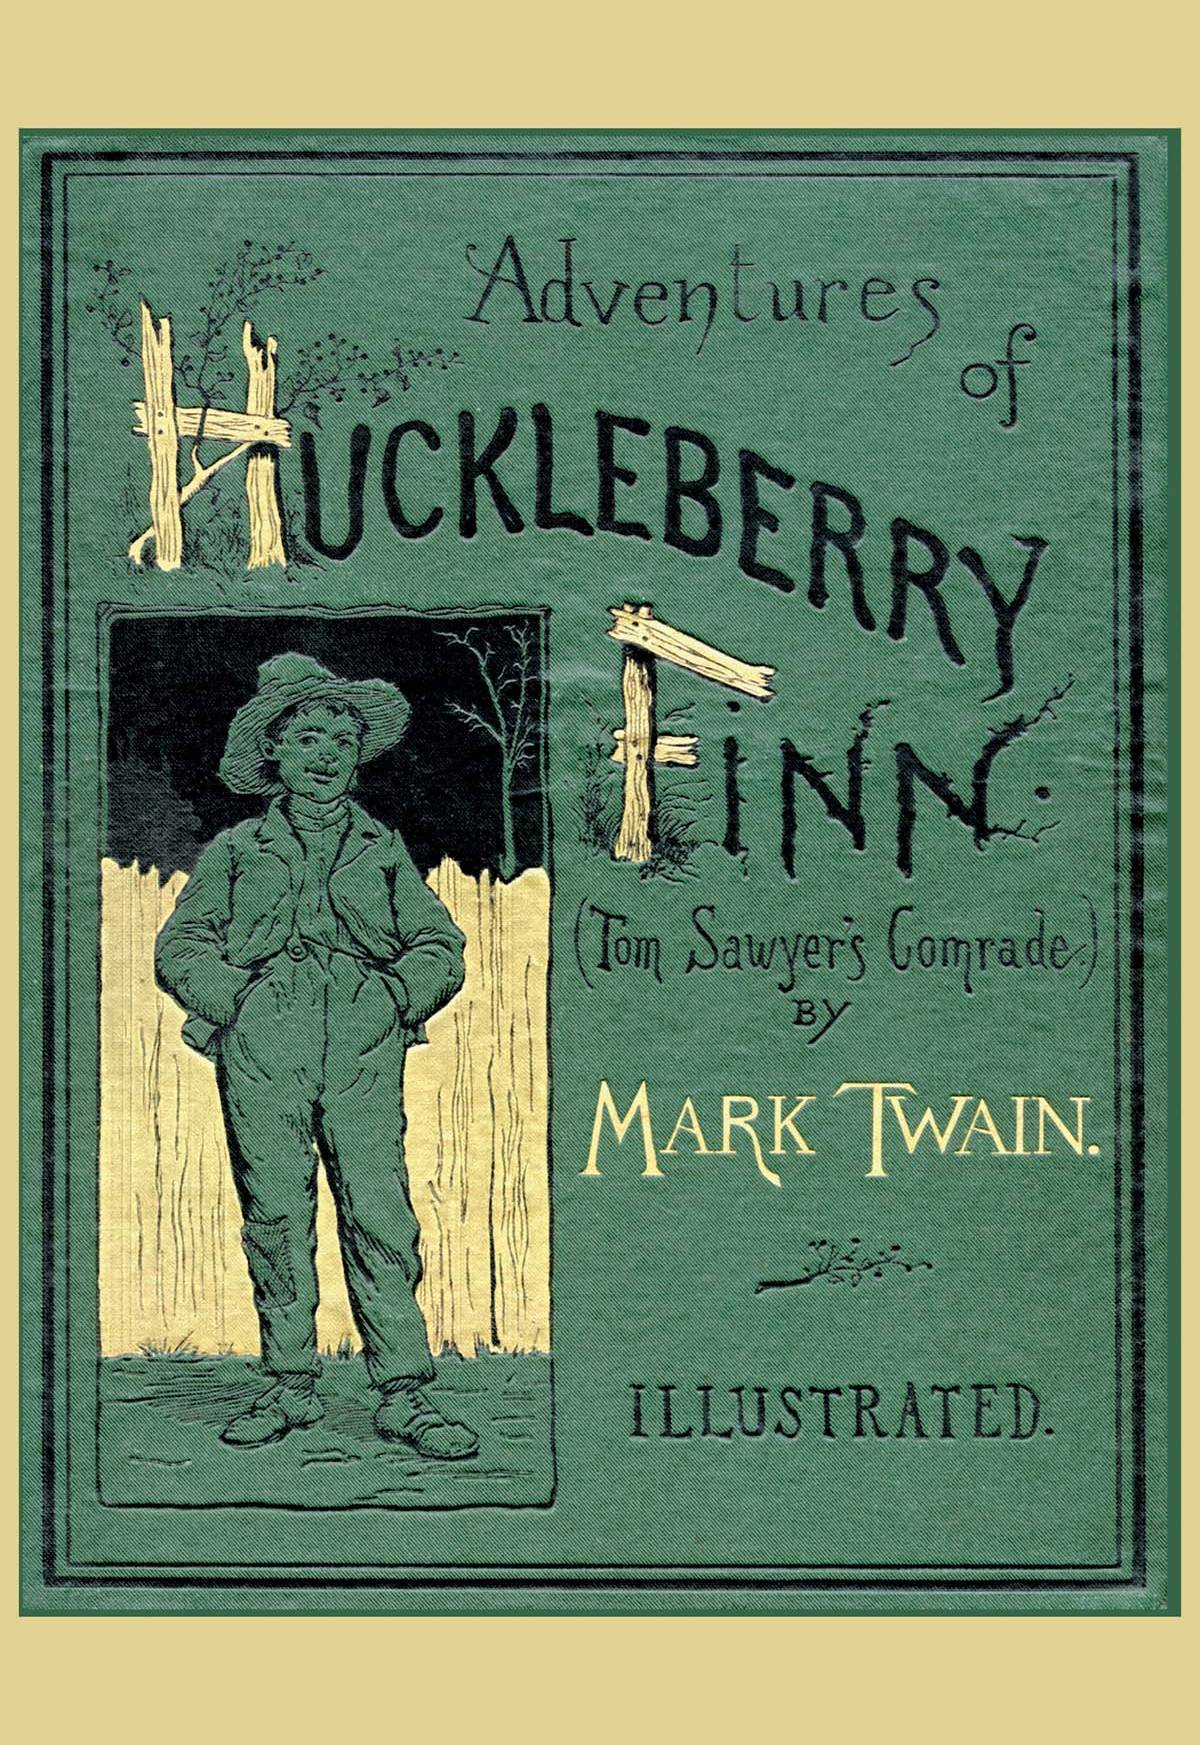 Adventures
of
HUCKLEBERRY
FINN.
(Tom Sawyer's Comrade.)
BY
MARK TWAIN.
ILLUSTRATED.